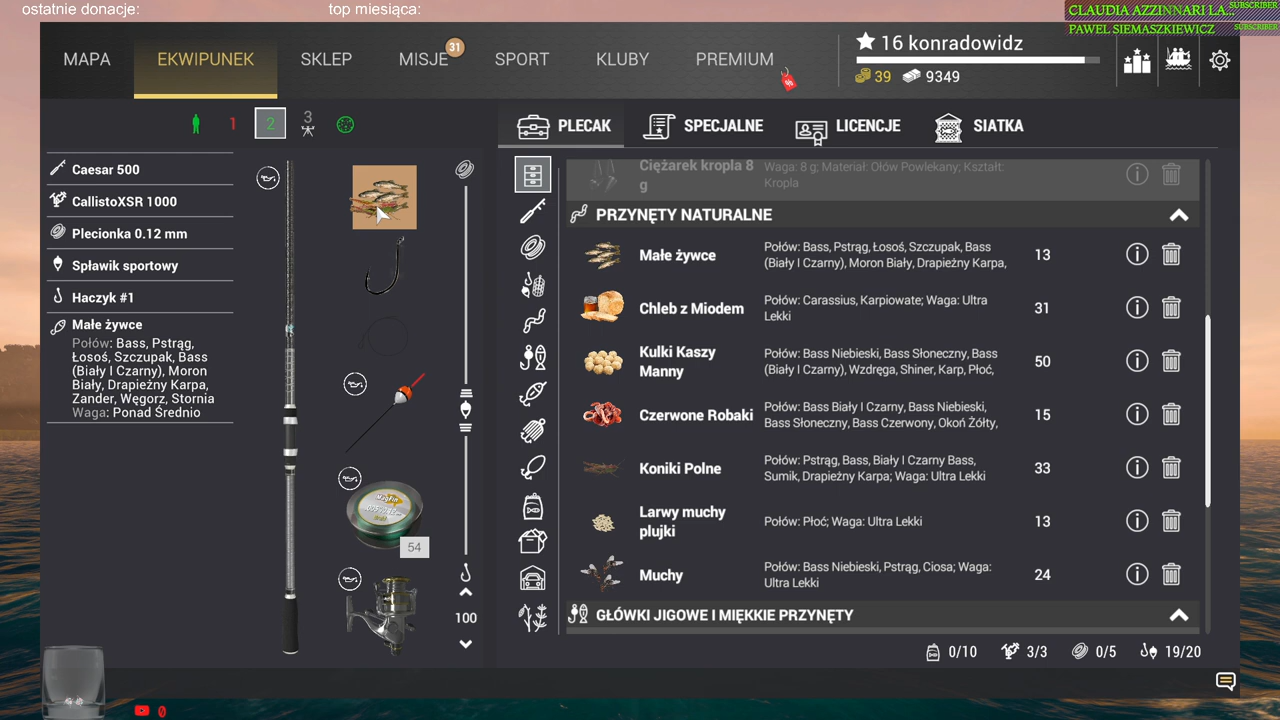 ostatnie donacje:
top miesiąca:
CLAUDIA AZZINNARI LA...
SUBSCRIBER
PAWEL SIEMASZKIEWICZ
SUBSCRIBER
MAPA
EKWIPUNEK
SKLEP
MISJE
31
SPORT
KLUBY
PREMIUM
%
16 konradowidz
39
9349
1
2
3
PLECAK
SPECJALNE
LICENCJE
SIATKA
Caesar 500
CallistoXSR 1000
Plecionka 0.12 mm
Spławik sportowy
Haczyk #1
Małe żywce
Połów: Bass, Pstrąg,
Łosoś, Szczupak, Bass
(Biały I Czarny), Moron
Biały, Drapieżny Karpa,
Zander, Węgorz, Stornia
Waga: Ponad Średnio
54
100
Ciężarek kropla 8
g
Waga: 8 g; Materiał: Ołów Powlekany; Kształt:
Kropla
PRZYNĘTY NATURALNE
Małe żywce
Połów: Bass, Pstrąg, Łosoś, Szczupak, Bass
(Biały I Czarny), Moron Biały, Drapieżny Karpa,
13
Chleb z Miodem
Połów: Carassius, Karpiowate; Waga: Ultra
Lekki
31
Kulki Kaszy
Manny
Połów: Bass Niebieski, Bass Słoneczny, Bass
(Biały I Czarny), Wzdręga, Shiner, Karp, Płoć,
50
Czerwone Robaki
Połów: Bass Biały I Czarny, Bass Niebieski,
Bass Słoneczny, Bass Czerwony, Okoń Żółty,
15
Koniki Polne
Połów: Pstrąg, Bass, Biały I Czarny Bass,
Sumik, Drapieżny Karpa; Waga: Ultra Lekki
33
Larwy muchy
plujki
Połów: Płoć; Waga: Ultra Lekki
13
Muchy
Połów: Bass Niebieski, Pstrąg, Ciosa; Waga:
Ultra Lekki
24
GŁÓWKI JIGOWE I MIĘKKIE PRZYNĘTY
0/10
3/3
0/5
19/20
0